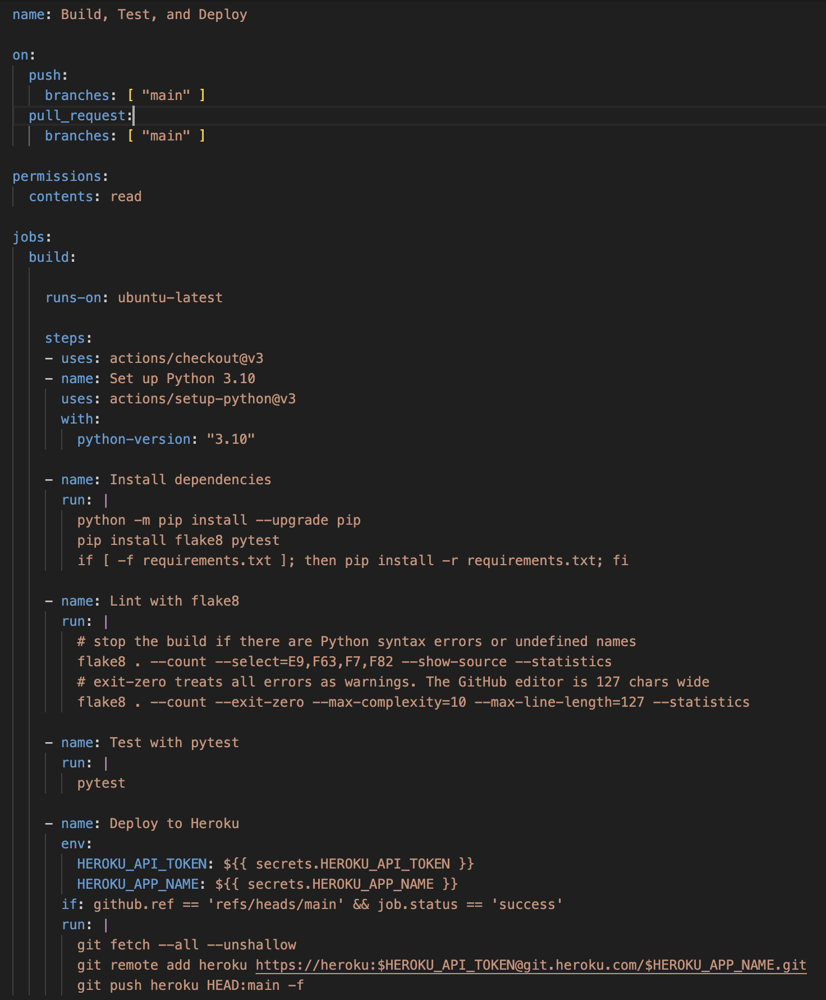 name: Build, Test, and Deploy
on:
push:
branches: [ "main" ]
pull_request:
branches: [ "main" ]
permissions:
contents: read
jobs:
build:
runs-on: ubuntu-latest
steps:
- uses: actions/checkout@v3
- name: Set up Python 3.10
uses: actions/setup-python@v3
with:
python-version: "3.10"
- name: Install dependencies
run: |
python -m pip install --upgrade pip
pip install flake8 pytest
if [ -f requirements.txt ]; then pip install -r requirements.txt; fi
- name: Lint with flake8
run: |
# stop the build if there are Python syntax errors or undefined names
flake8 . --count --select=E9,F63,F7,F82 --show-source --statistics
# exit-zero treats all errors as warnings. The GitHub editor is 127 chars wide
flake8 . --count --exit-zero --max-complexity=10 --max-line-length=127 --statistics
- name: Test with pytest
run: |
pytest
- name: Deploy to Heroku
env:
HEROKU_API_TOKEN: ${{ secrets.HEROKU_API_TOKEN }}
HEROKU_APP_NAME: ${{ secrets.HEROKU_APP_NAME }}
if: github.ref == 'refs/heads/main' && job.status == 'success'
run: |
git fetch --all --unshallow
git remote add heroku https://heroku:$HEROKU_API_TOKEN@git.heroku.com/$HEROKU_APP_NAME.git
git push heroku HEAD:main -f